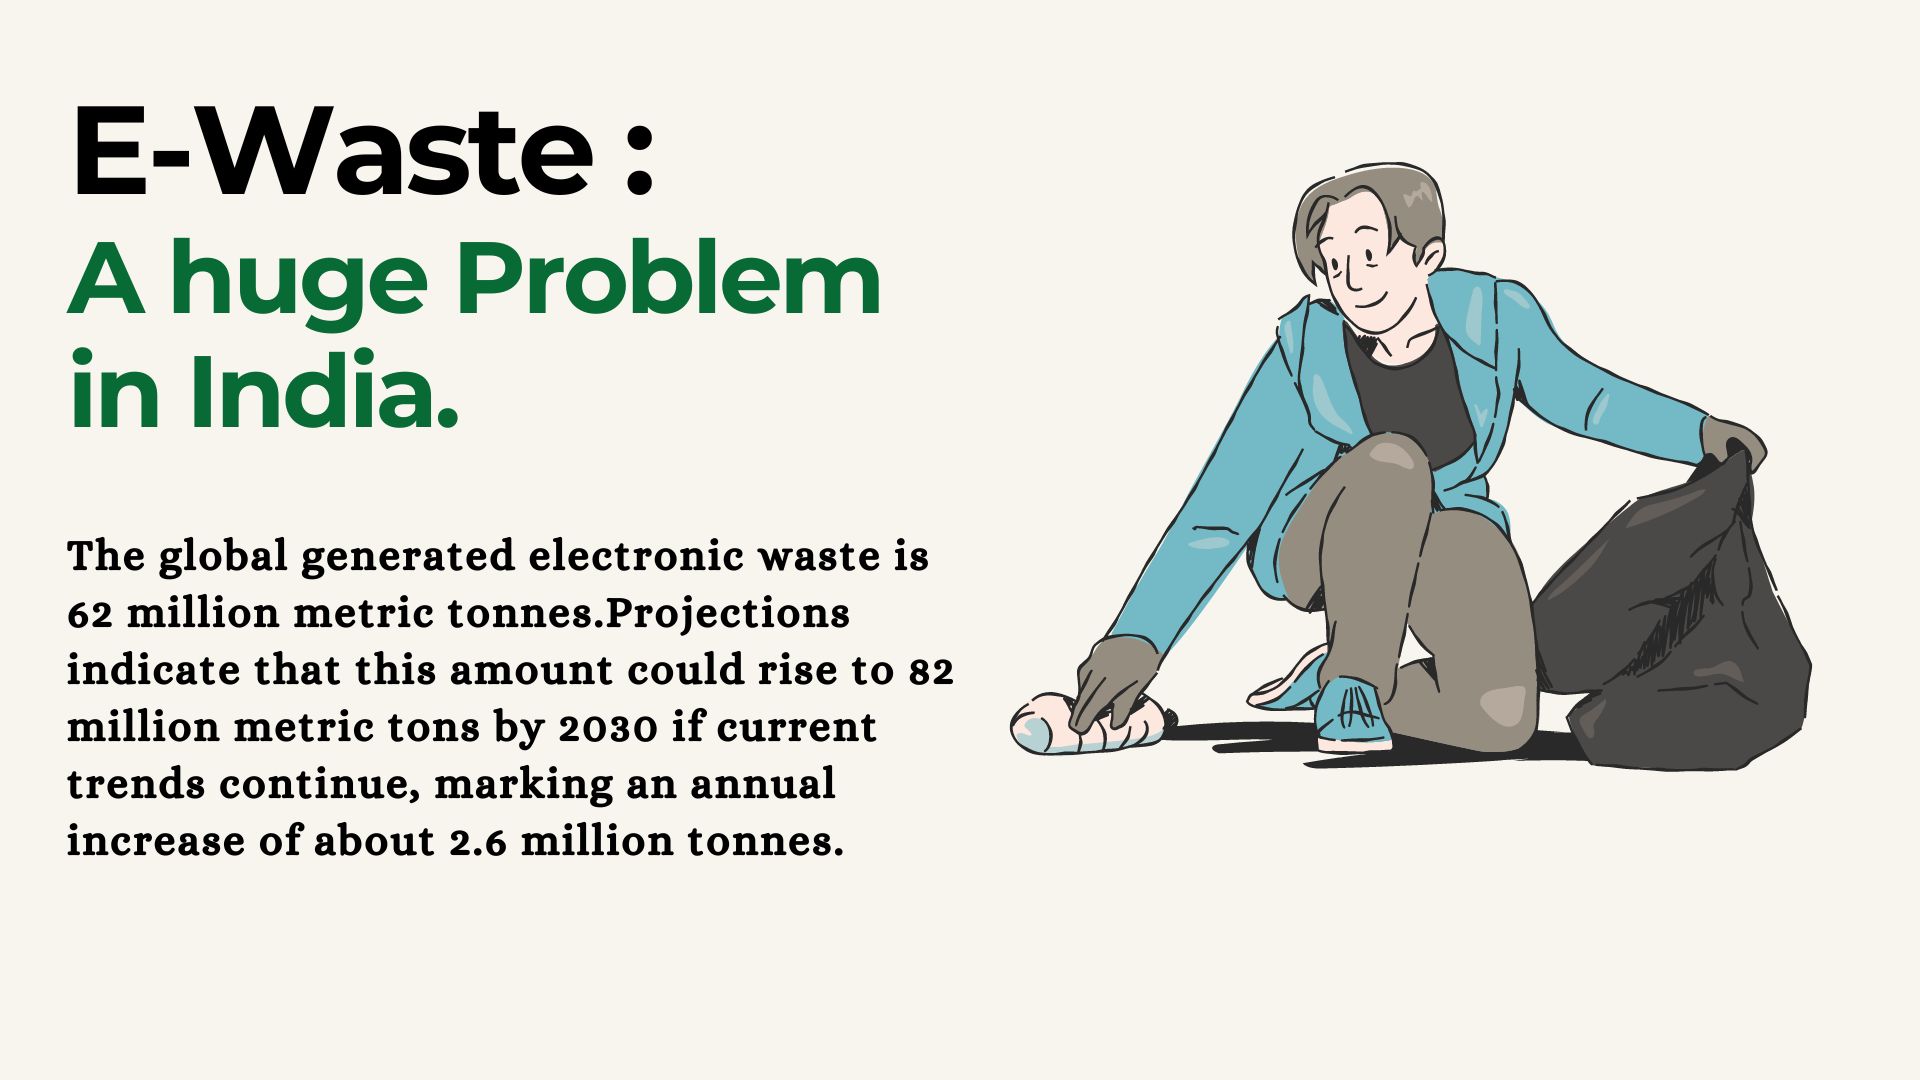 E-Waste :
A huge Problem
in India.
The global generated electronic waste is
62 million metric tonnes.Projections
indicate that this amount could rise to 82
million metric tons by 2030 if current
trends continue, marking an annual
increase of about 2.6 million tonnes.